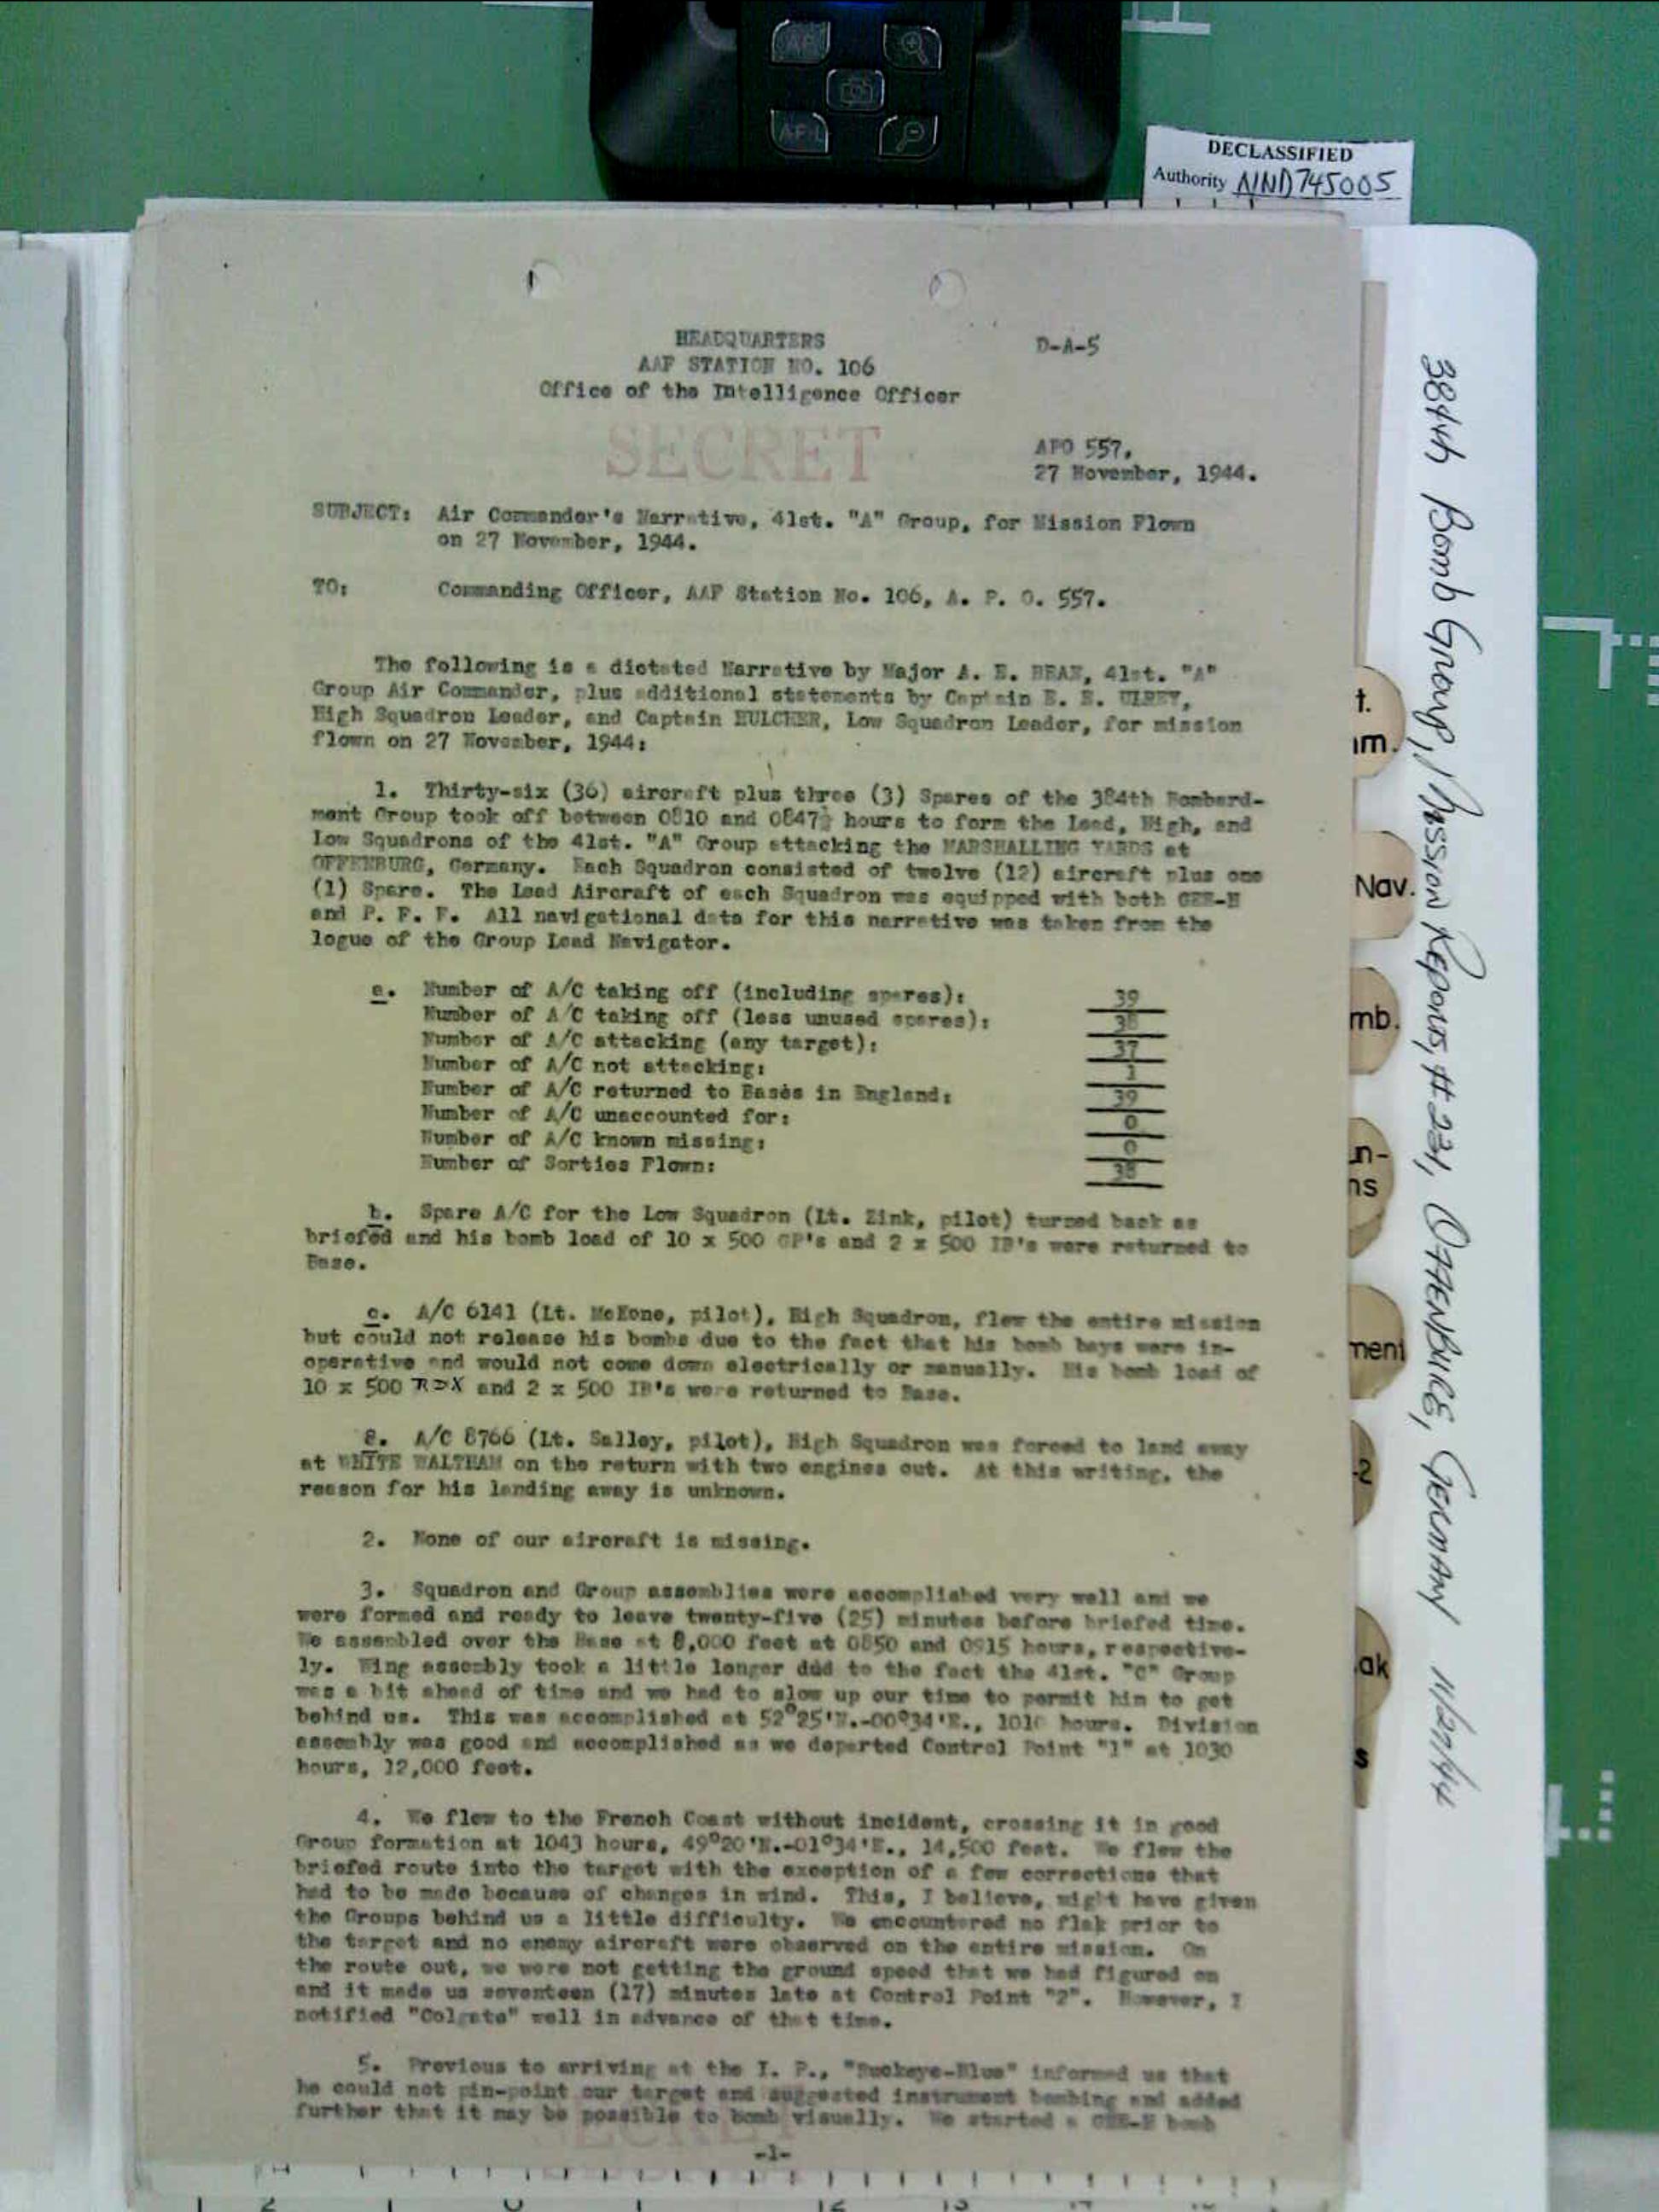 DECLASSIFIED
Authority NND 745005
HEADQUARTERS
D-A-5
AAF STATION NO. 106
Office of the Intelligence Officer
SECRET
APO 557.
27 November, 1944.
SUBJECT: Air Commander's Narrative, 41st. "A" Group, for Mission Flown
on 27 November, 1944.
TO: Commanding Officer, AAF Station No. 106, A. P. O. 557.
The following is a dictated Narrative by Major A. E. BEAN, 41st. "A"
Group Air Commander, plus additional statements by Captain E. E. ULREY,
High Squadron Leader, and Captain HULCHER, Low Squadron Leader, for mission
flown on 27 November, 1944:
1. Thirty-six (36) aircraft plus three (3) Spares of the 384th Bombard-
ment Group took off between 0810 and 0847½ hours to form the Lead, High, and
Low Squadrons of the 41st. "A" Group attacking the MARSHALLING YARDS at
OFFENBURG, Germany. Each Squadron consisted of twelve (12) aircraft plus one
(1) Spare. The Lead Aircraft of each Squadron was equipped with both GEE-H
and P. F. F. All navigational data for this narrative was taken from the
logue of the Group Lead Navigator.
a. Number of A/C taking off (including spares): 39
Number of A/C taking off (less unused spares): 38
Number of A/C attacking (any target): 37
Number of A/C not attacking: 1
Number of A/C returned to Bases in England: 39
Number of A/C unaccounted for: 0
Number of A/C known missing: 0
Number of Sorties Flown: 38
b. Spare A/C for the Low Squadron (Lt. Zink, pilot) turned back as
briefed and his bomb load of 10 x 500 GP's and 2 x 500 IB's were returned to
Base.
c. A/C 6141 (Lt. McKone, pilot), High Squadron, flew the entire mission
but could not release his bombs due to the fact that his bomb bays were in-
operative and would not come down electrically or manually. His bomb load of
10 x 500 RDX and 2 x 500 IB's were returned to Base.
e. A/C 8766 (Lt. Salley, pilot), High Squadron was forced to land away
at WHITE WALTHAM on the return with two engines out. At this writing, the
reason for his landing away is unknown.
2. None of our aircraft is missing.
3. Squadron and Group assemblies were accomplished very well and we
were formed and ready to leave twenty-five (25) minutes before briefed time.
We assembled over the Base at 8,000 feet at 0850 and 0915 hours, respective-
ly. Wing assembly took a little longer dud to the fact the 41st. "C" Group
was a bit ahead of time and we had to slow up our time to permit him to get
behind us. This was accomplished at 52°25'N.-00°34'E., 1010 hours. Division
assembly was good and accomplished as we departed Control Point "1" at 1030
hours, 12,000 feet.
4. We flew to the French Coast without incident, crossing it in good
Group formation at 1043 hours, 49°20'N.-01°34'E., 14,500 feet. We flew the
briefed route into the target with the exception of a few corrections that
had to be made because of changes in wind. This, I believe, might have given
the Groups behind us a little difficulty. We encountered no flak prior to
the target and no enemy aircraft were observed on the entire mission. On
the route out, we were not getting the ground speed that we had figured on
and it made us seventeen (17) minutes late at Control Point "2". However, I
notified "Colgate" well in advance of that time.
5. Previous to arriving at the I. P., "Buckeye-Blue" informed us that
he could not pin-point our target and suggested instrument bombing and added
further that it may be possible to bomb visually. We started a GEE-H bomb
SECRET
-1-
384th Bomb Group, Mission Reports, #231, OFFENBURG, GERMANY 11/27/44
t.
m.
Nav.
mb.
n-
ns
ment
-2
ak
s